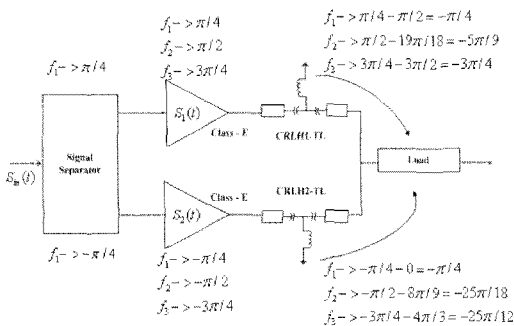 f₁−>π/4
f₂−>π/2
f₃−>3π/4
f₁−>π/4−π/2=−π/4
f₂−>π/2−19π/18=−5π/9
f₃−>3π/4−3π/2=−3π/4
f₁−>π/4
S₁(t)
Class - E
CRLH1-TL
Signal
Separator
Sᵢₙ(t)
Load
Class - E
CRLH2-TL
S₂(t)
f₁−>−π/4
f₁−>−π/4
f₂−>−π/2
f₃−>−3π/4
f₁−>−π/4−0=−π/4
f₂−>−π/2−8π/9=−25π/18
f₃−>−3π/4−4π/3=−25π/12